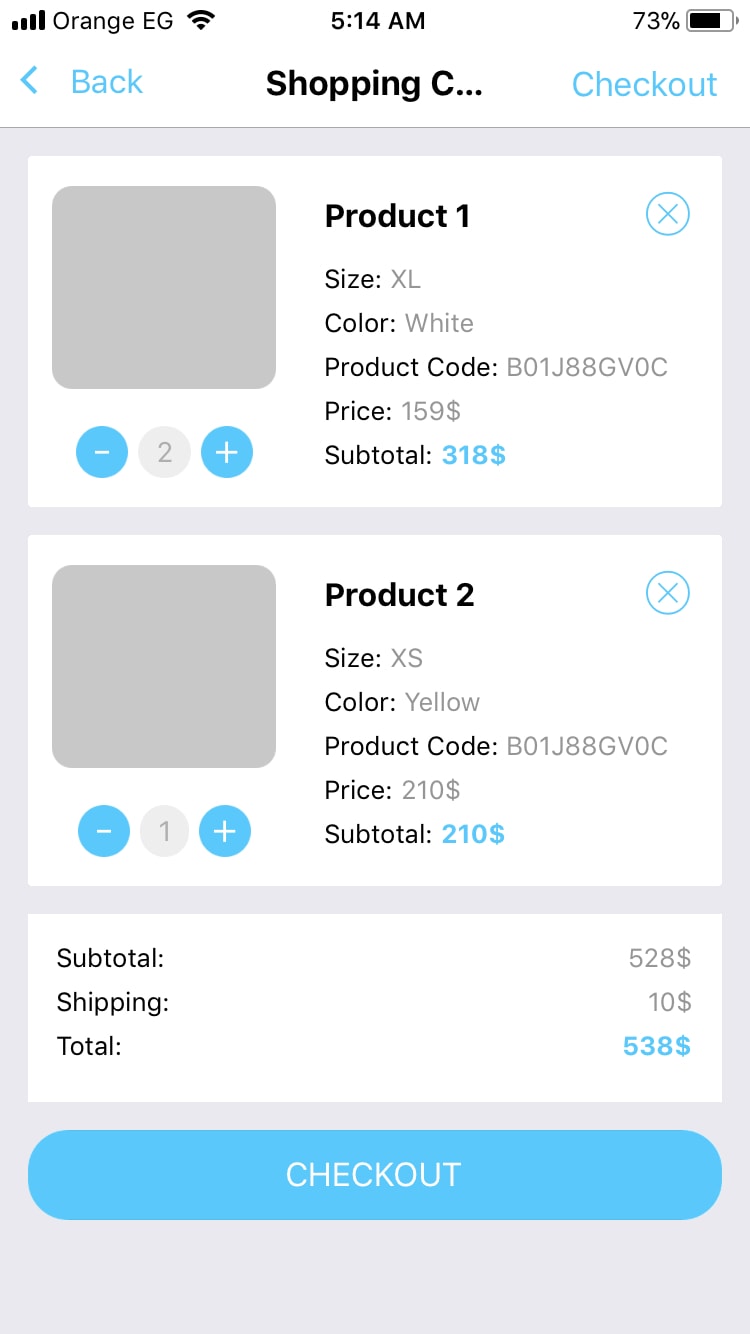 Orange EG 5:14 AM 73%
Back Shopping C... Checkout
Product 1
Size: XL
Color: White
Product Code: B01J88GV0C
Price: 159$
Subtotal: 318$
- 2 +
Product 2
Size: XS
Color: Yellow
Product Code: B01J88GV0C
Price: 210$
Subtotal: 210$
- 1 +
Subtotal: 528$
Shipping: 10$
Total: 538$
CHECKOUT